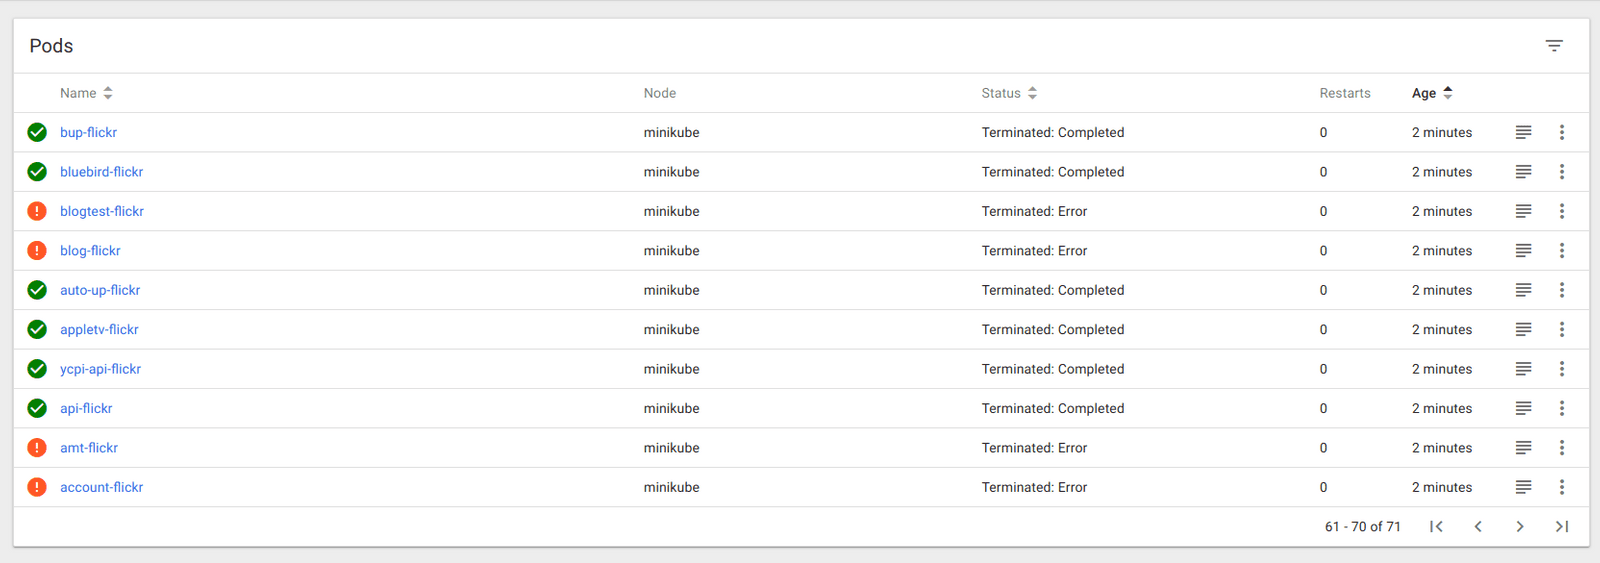 Pods
Name Node Status Restarts Age
bup-flickr minikube Terminated: Completed 0 2 minutes
bluebird-flickr minikube Terminated: Completed 0 2 minutes
blogtest-flickr minikube Terminated: Error 0 2 minutes
blog-flickr minikube Terminated: Error 0 2 minutes
auto-up-flickr minikube Terminated: Completed 0 2 minutes
appletv-flickr minikube Terminated: Completed 0 2 minutes
ycpi-api-flickr minikube Terminated: Completed 0 2 minutes
api-flickr minikube Terminated: Completed 0 2 minutes
amt-flickr minikube Terminated: Error 0 2 minutes
account-flickr minikube Terminated: Error 0 2 minutes
61 - 70 of 71